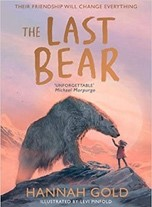 THEIR FRIENDSHIP WILL CHANGE EVERYTHING
THE LAST
BEAR
'UNFORGETTABLE'
Michael Morpurgo
HANNAH GOLD
ILLUSTRATED BY LEVI PINFOLD